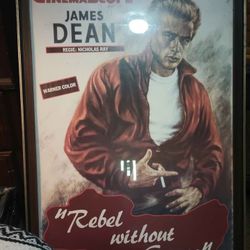 CINEMASCOPE
JAMES
DEAN
REGIE: NICHOLAS RAY
WARNER COLOR
"Rebel
without